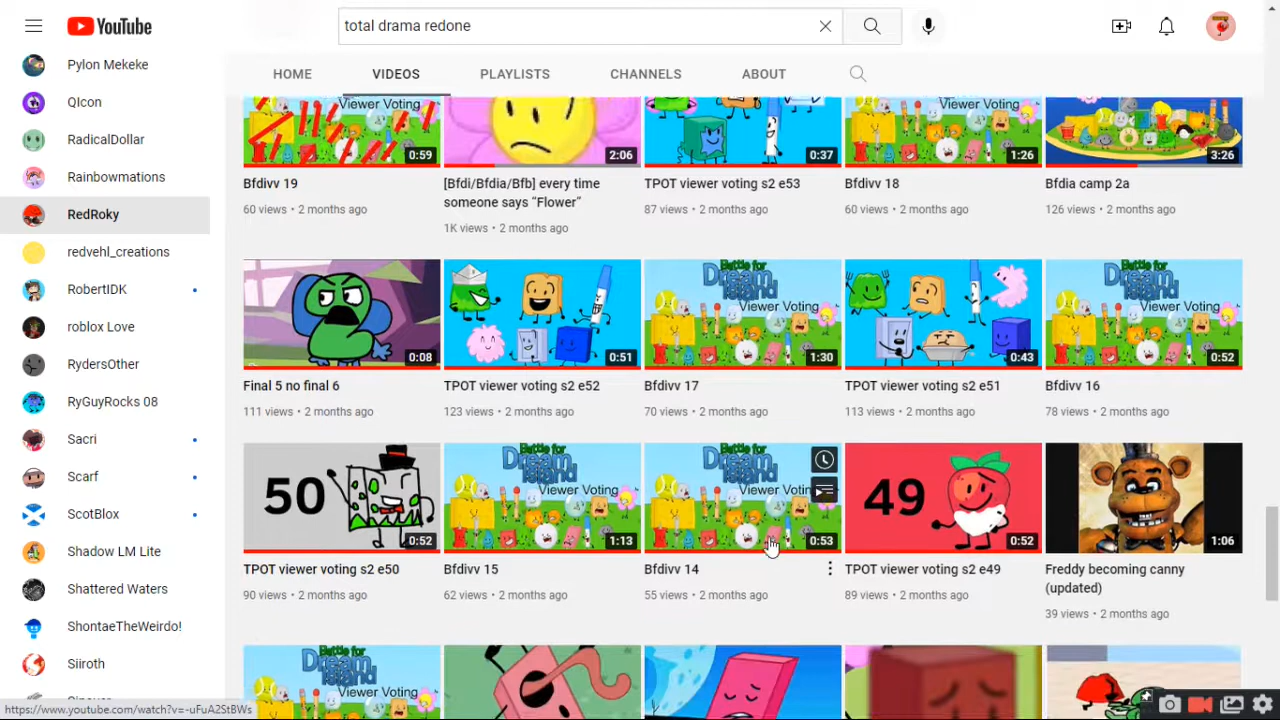 YouTube
total drama redone
Pylon Mekeke
QIcon
RadicalDollar
Rainbowmations
RedRoky
redvehl_creations
RobertIDK
roblox Love
RydersOther
RyGuyRocks 08
Sacri
Scarf
ScotBlox
Shadow LM Lite
Shattered Waters
ShontaeTheWeirdo!
Siiroth
HOME VIDEOS PLAYLISTS CHANNELS ABOUT
Viewer Voting
0:59
2:06
0:37
Viewer Voting
1:26
3:26
Bfdivv 19
60 views • 2 months ago
[Bfdi/Bfdia/Bfb] every time
someone says “Flower”
1K views • 2 months ago
TPOT viewer voting s2 e53
87 views • 2 months ago
Bfdivv 18
60 views • 2 months ago
Bfdia camp 2a
126 views • 2 months ago
0:08
0:51
Battle for
Dream
Island
Viewer Voting
1:30
0:43
Battle for
Dream
Island
Viewer Voting
0:52
Final 5 no final 6
111 views • 2 months ago
TPOT viewer voting s2 e52
123 views • 2 months ago
Bfdivv 17
70 views • 2 months ago
TPOT viewer voting s2 e51
113 views • 2 months ago
Bfdivv 16
78 views • 2 months ago
50
0:52
Battle for
Dream
Island
Viewer Voting
1:13
Battle for
Dream
Island
Viewer Votin
0:53
49
0:52
1:06
TPOT viewer voting s2 e50
90 views • 2 months ago
Bfdivv 15
62 views • 2 months ago
Bfdivv 14
55 views • 2 months ago
TPOT viewer voting s2 e49
89 views • 2 months ago
Freddy becoming canny
(updated)
39 views • 2 months ago
Battle for
Dream
Island
Viewer Voting
https://www.youtube.com/watch?v=-uFuA2StBWs